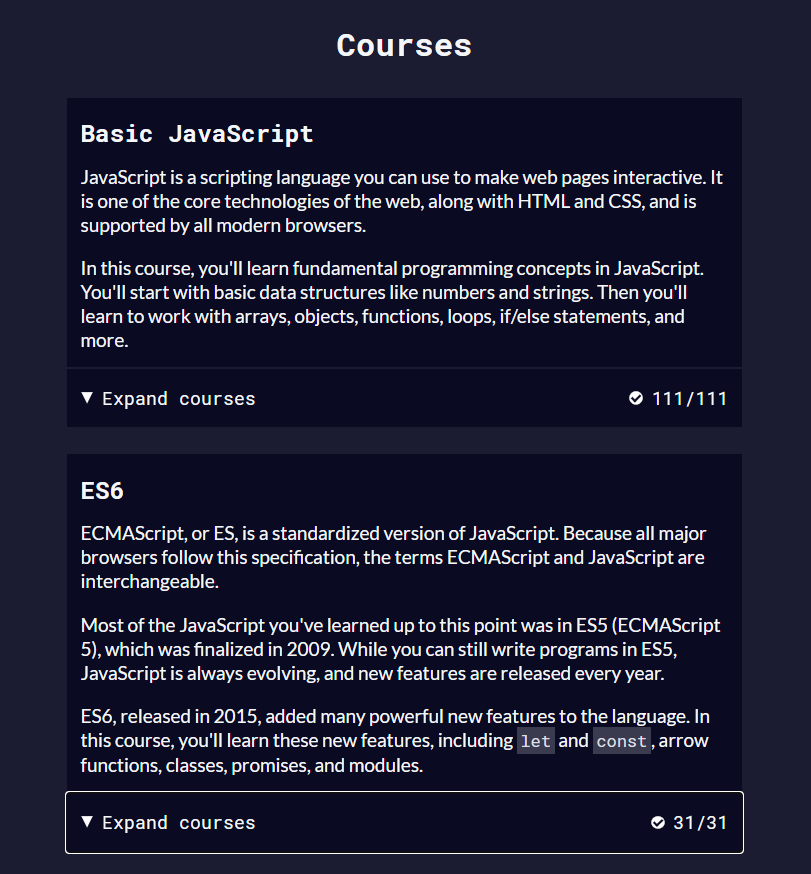 Courses
Basic JavaScript
JavaScript is a scripting language you can use to make web pages interactive. It
is one of the core technologies of the web, along with HTML and CSS, and is
supported by all modern browsers.
In this course, you'll learn fundamental programming concepts in JavaScript.
You'll start with basic data structures like numbers and strings. Then you'll
learn to work with arrays, objects, functions, loops, if/else statements, and
more.
Expand courses 111/111
ES6
ECMAScript, or ES, is a standardized version of JavaScript. Because all major
browsers follow this specification, the terms ECMAScript and JavaScript are
interchangeable.
Most of the JavaScript you've learned up to this point was in ES5 (ECMAScript
5), which was finalized in 2009. While you can still write programs in ES5,
JavaScript is always evolving, and new features are released every year.
ES6, released in 2015, added many powerful new features to the language. In
this course, you'll learn these new features, including let and const, arrow
functions, classes, promises, and modules.
Expand courses 31/31